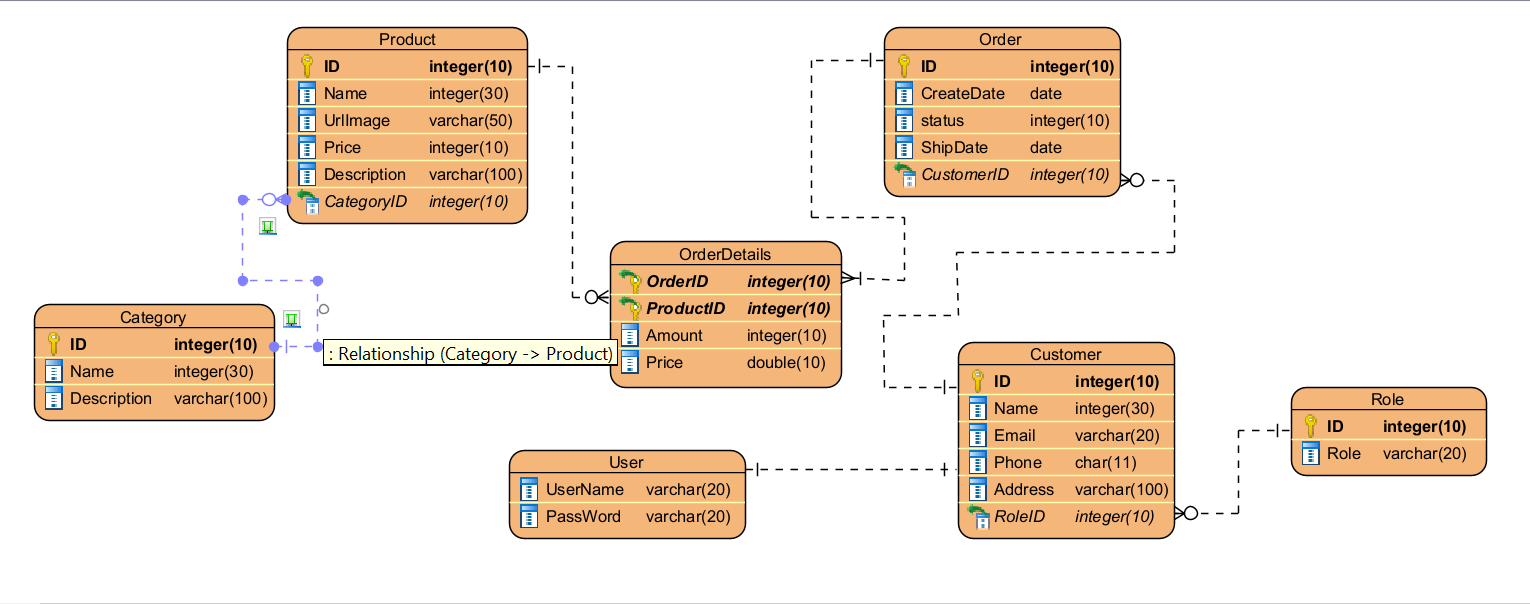 Product
ID integer(10)
Name integer(30)
UrlImage varchar(50)
Price integer(10)
Description varchar(100)
CategoryID integer(10)
Order
ID integer(10)
CreateDate date
status integer(10)
ShipDate date
CustomerID integer(10)
OrderDetails
OrderID integer(10)
ProductID integer(10)
Amount integer(10)
Price double(10)
Category
ID integer(10)
Name integer(30)
Description varchar(100)
: Relationship (Category -> Product)
Customer
ID integer(10)
Name integer(30)
Email varchar(20)
Phone char(11)
Address varchar(100)
RoleID integer(10)
Role
ID integer(10)
Role varchar(20)
User
UserName varchar(20)
PassWord varchar(20)